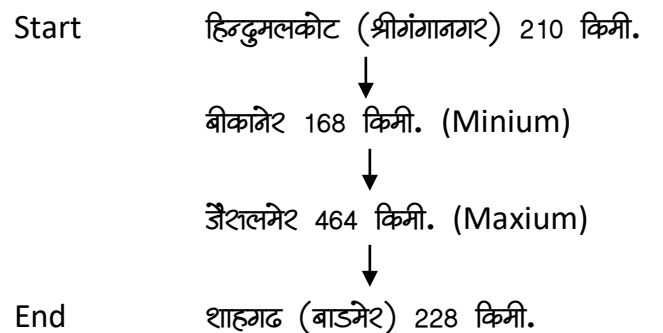 Start हिन्दुमलकोट (श्रीगंगानगर) 210 किमी.
बीकानेर 168 किमी. (Minium)
जैसलमेर 464 किमी. (Maxium)
End शाहगढ (बाडमेर) 228 किमी.